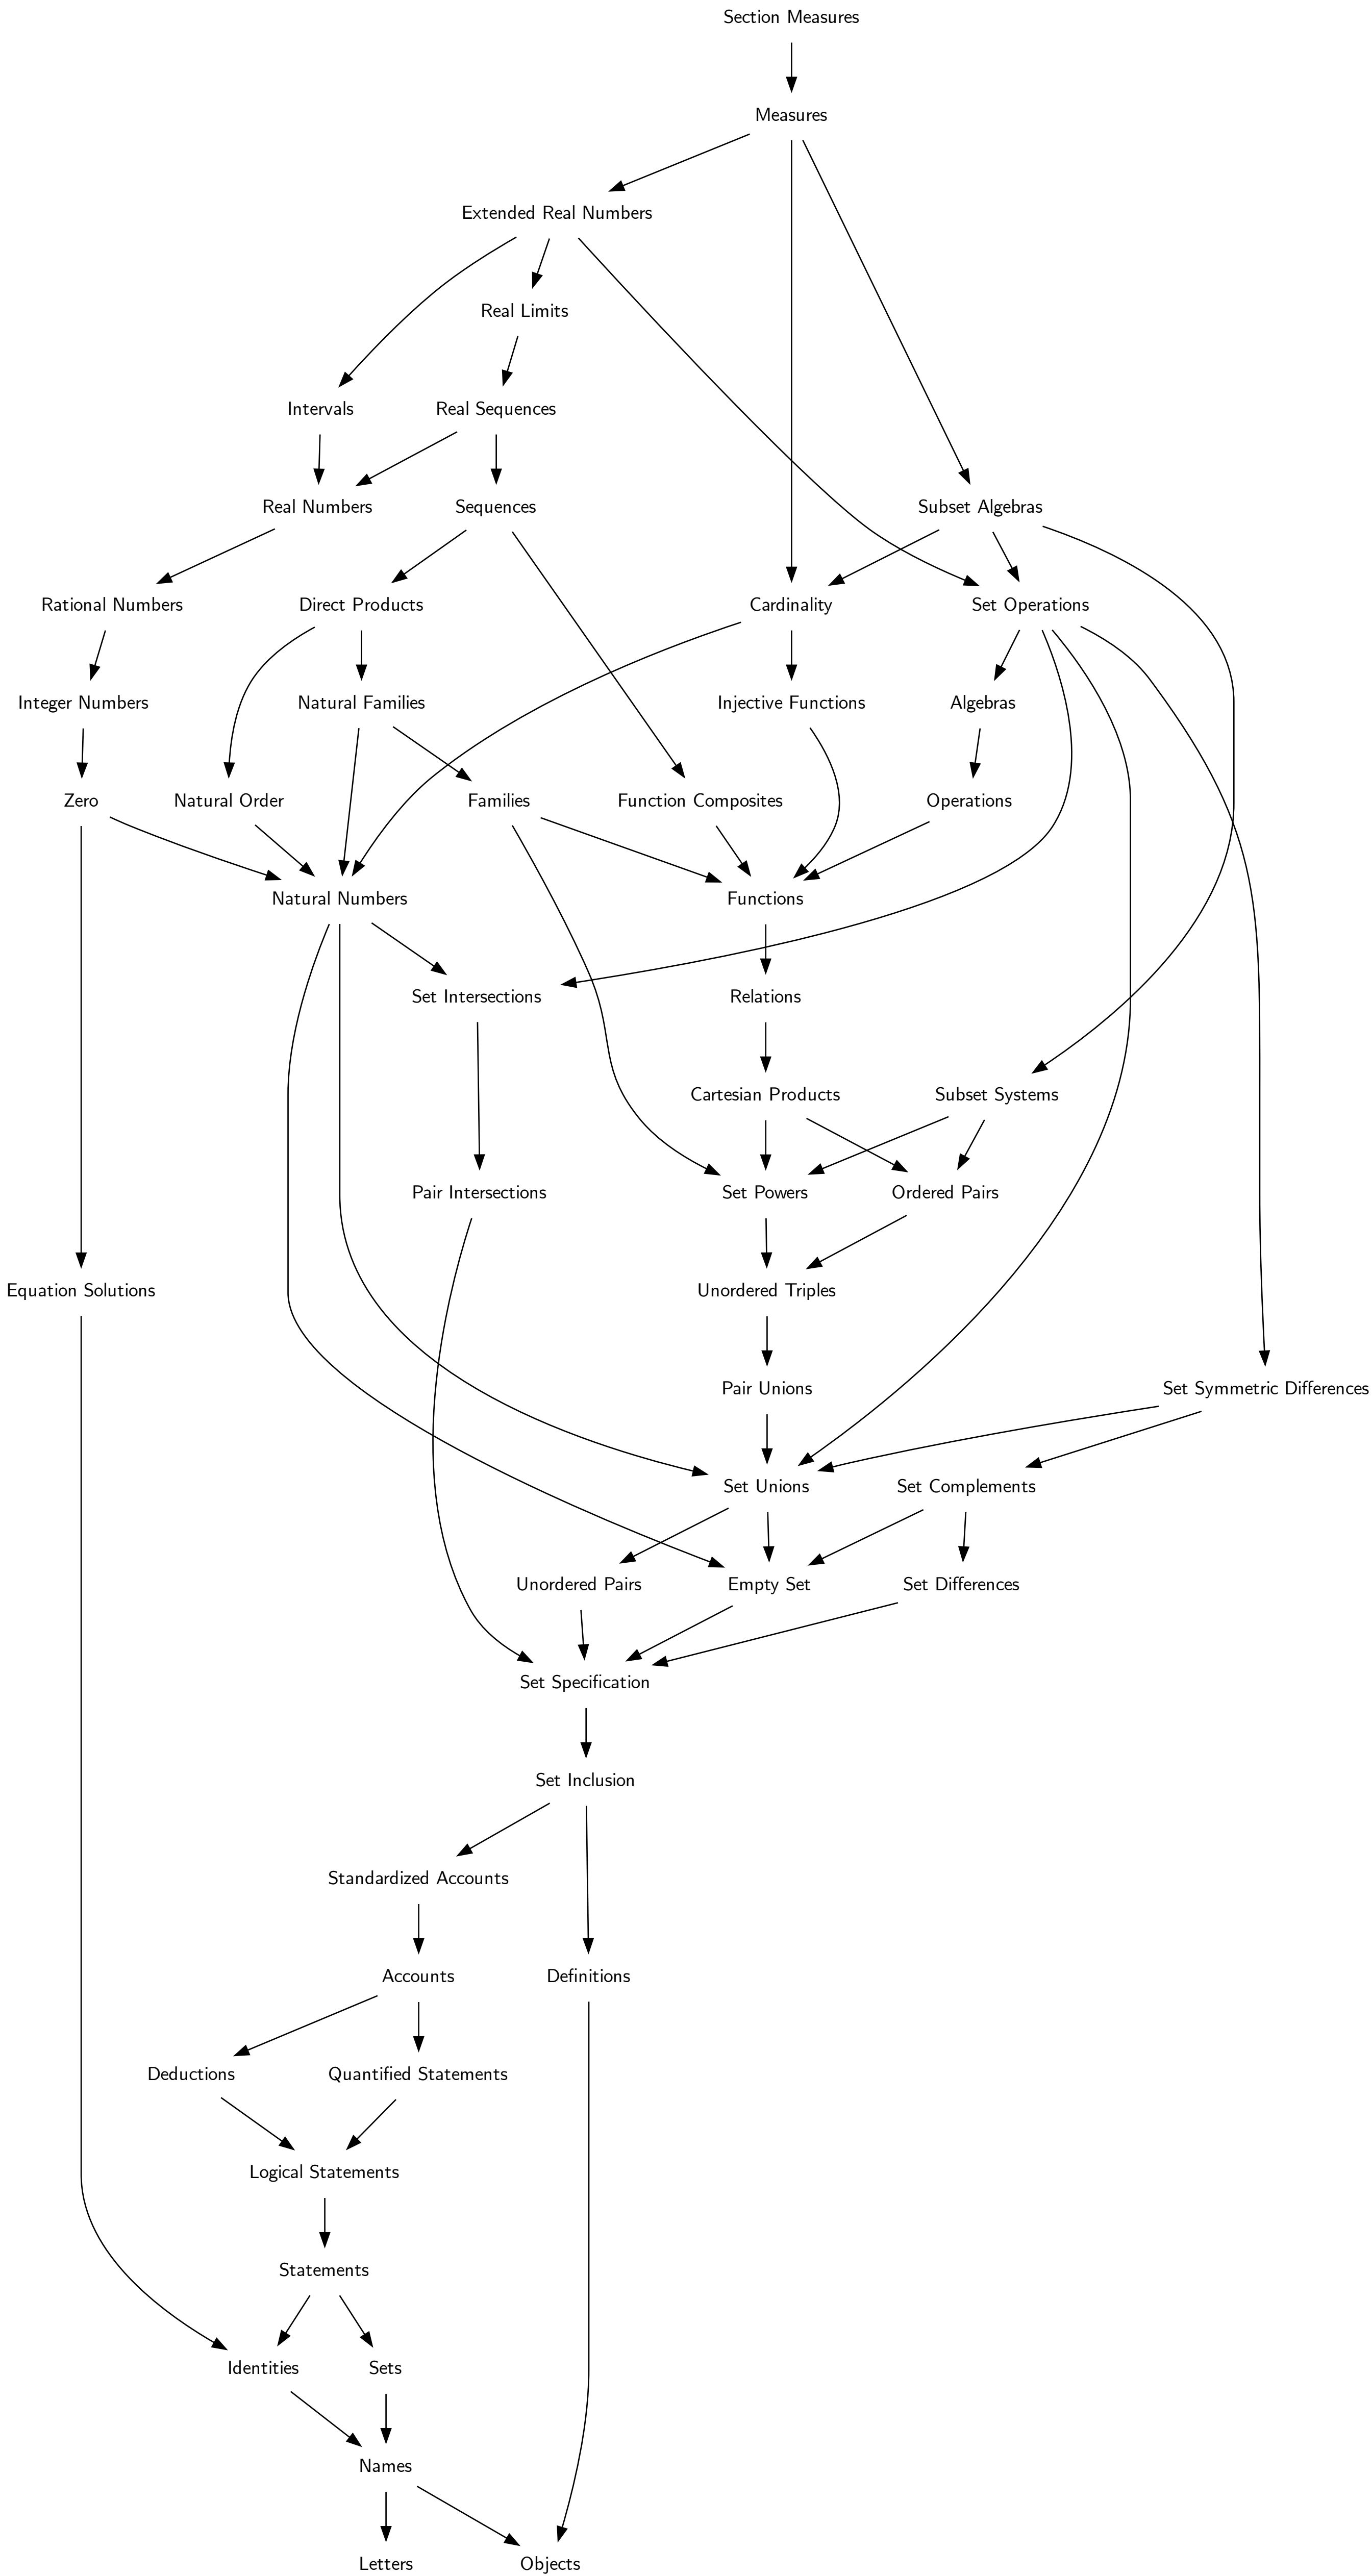 Section Measures
Measures
Extended Real Numbers
Real Limits
Intervals
Real Sequences
Real Numbers
Sequences
Subset Algebras
Rational Numbers
Direct Products
Cardinality
Set Operations
Integer Numbers
Natural Families
Injective Functions
Algebras
Zero
Natural Order
Families
Function Composites
Operations
Natural Numbers
Functions
Set Intersections
Relations
Cartesian Products
Subset Systems
Pair Intersections
Set Powers
Ordered Pairs
Equation Solutions
Unordered Triples
Pair Unions
Set Symmetric Differences
Set Unions
Set Complements
Unordered Pairs
Empty Set
Set Differences
Set Specification
Set Inclusion
Standardized Accounts
Accounts
Definitions
Deductions
Quantified Statements
Logical Statements
Statements
Identities
Sets
Names
Letters
Objects